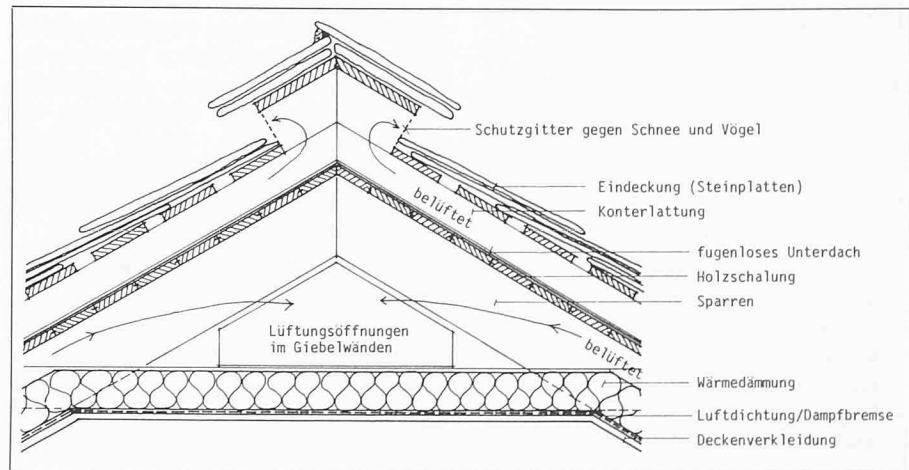 Schutzgitter gegen Schnee und Vögel
Eindeckung (Steinplatten)
belüftet
Konterlattung
fugenloses Unterdach
Holzschalung
Sparren
Lüftungsöffnungen
im Giebelwänden
belüftet
Wärmedämmung
Luftdichtung/Dampfbremse
Deckenverkleidung